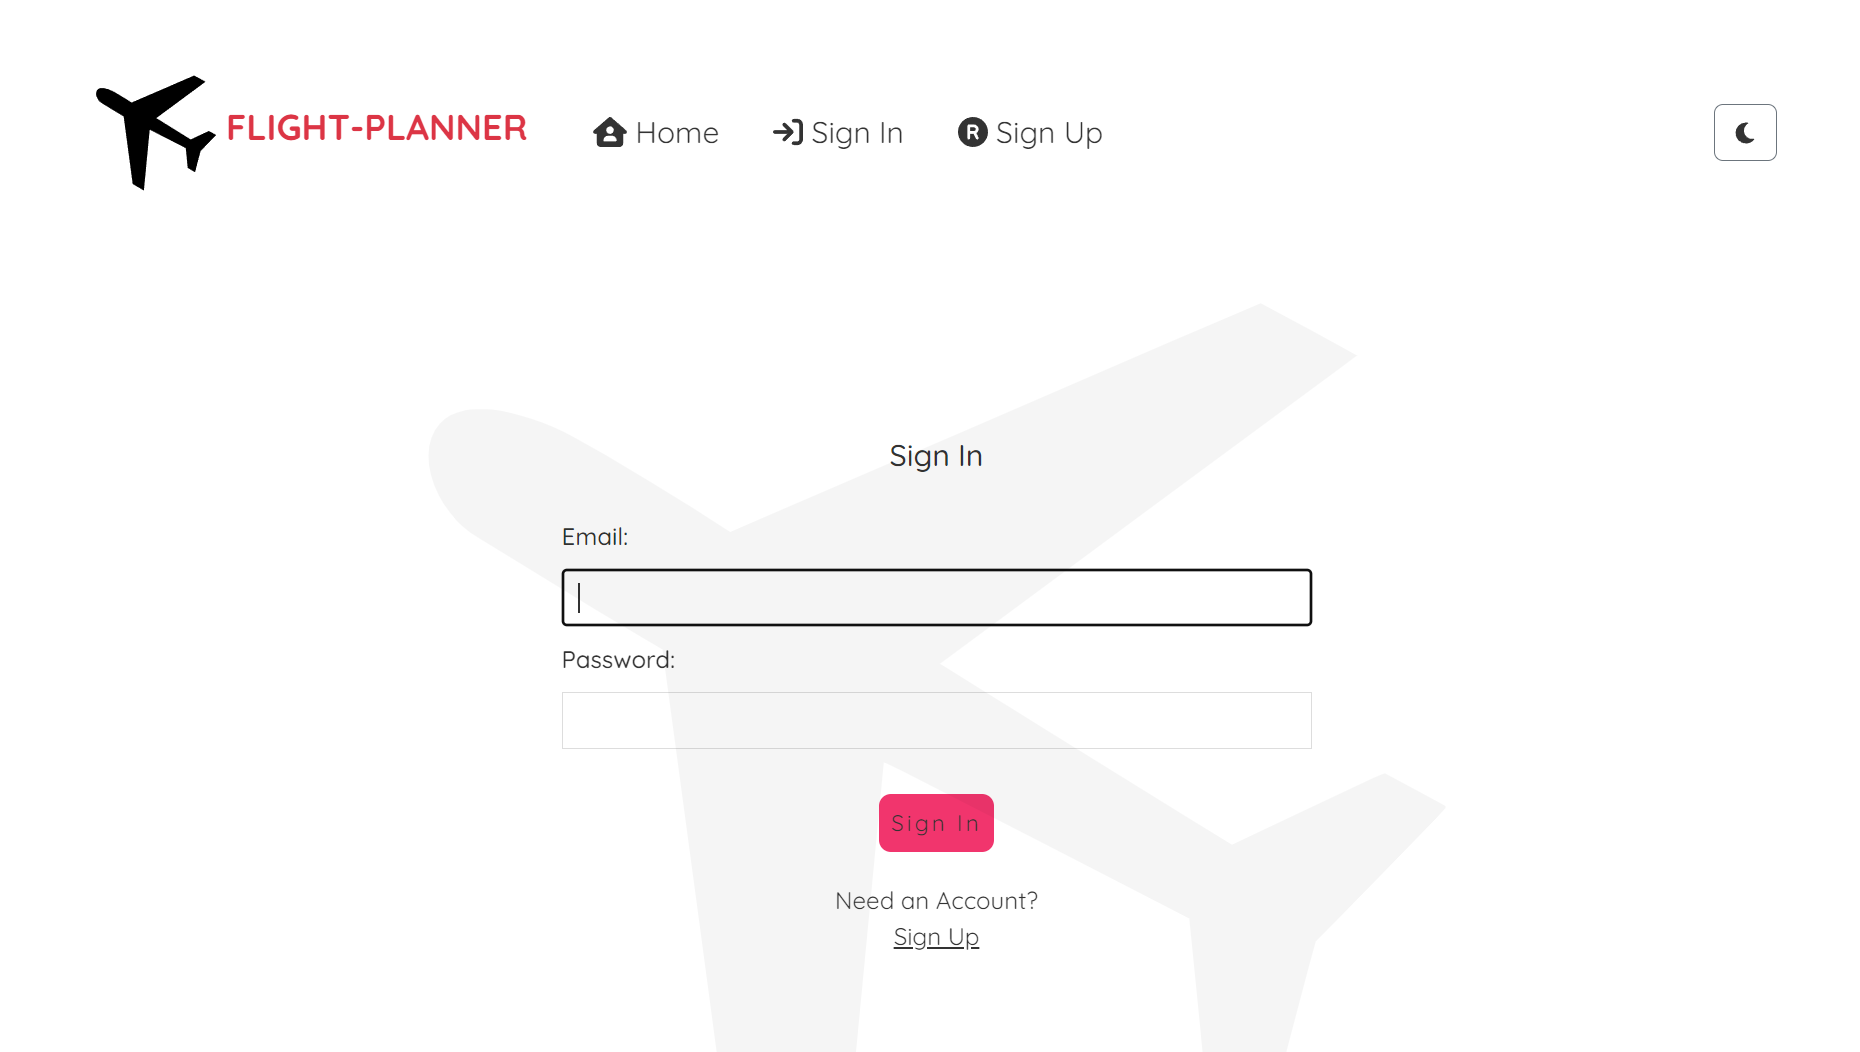 FLIGHT-PLANNER Home Sign In Sign Up
Sign In
Email:
Password:
Sign In
Need an Account?
Sign Up